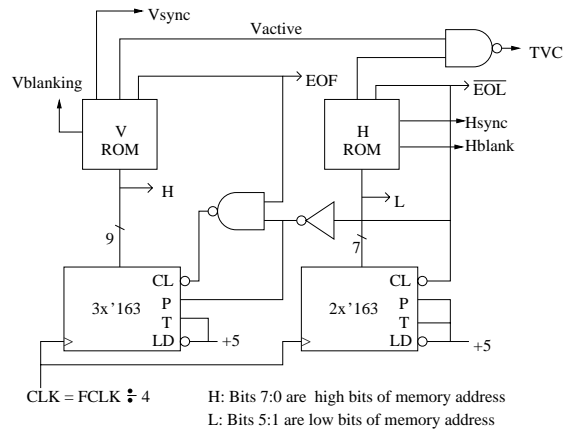 Vsync
Vactive
TVC
Vblanking
EOF
EOL
V
ROM
H
ROM
Hsync
Hblank
H
L
9
7
CL
P
T
LD
3x'163
+5
CL
P
T
LD
2x'163
+5
CLK = FCLK ÷ 4
H: Bits 7:0 are high bits of memory address
L: Bits 5:1 are low bits of memory address